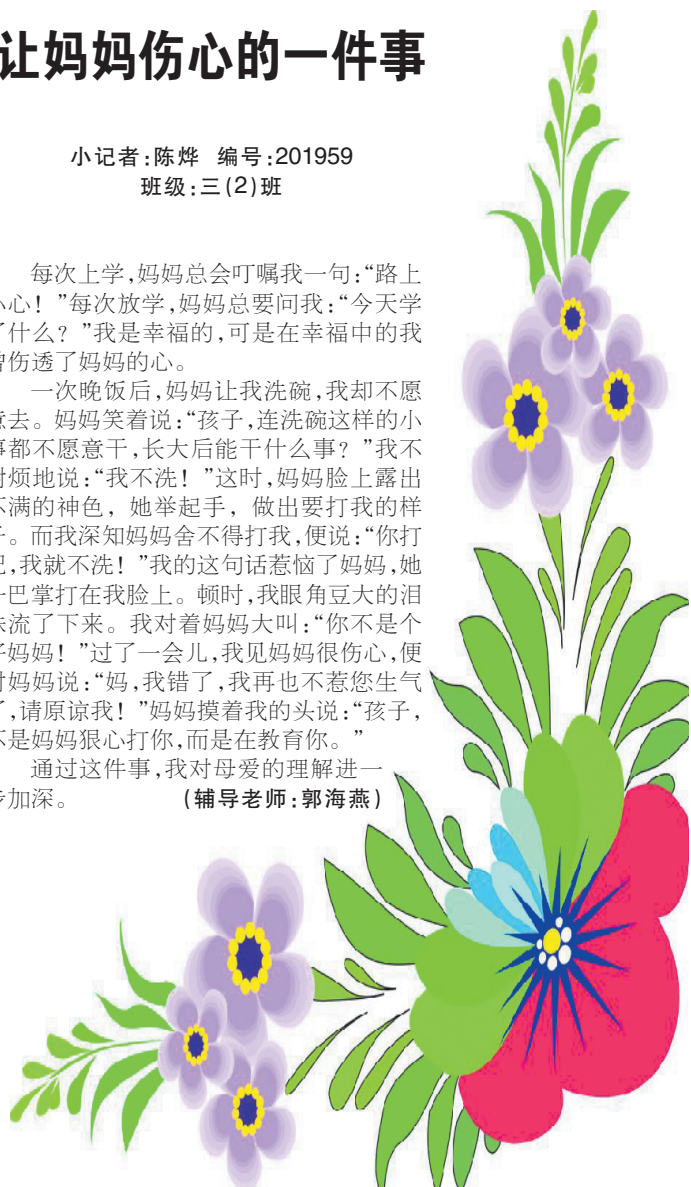 让妈妈伤心的一件事
小记者:陈烨 编号:201959
班级:三(2)班
每次上学,妈妈总会叮嘱我一句:“路上
小心!”每次放学,妈妈总要问我:“今天学
了什么?”我是幸福的,可是在幸福中的我
曾伤透了妈妈的心。
一次晚饭后,妈妈让我洗碗,我却不愿
意去。妈妈笑着说:“孩子,连洗碗这样的小
事都不愿意干,长大后能干什么事?”我不
耐烦地说:“我不洗!”这时,妈妈脸上露出
不满的神色,她举起手,做出要打我的样
子。而我深知妈妈舍不得打我,便说:“你打
吧,我就不洗!”我的这句话惹恼了妈妈,她
一巴掌打在我脸上。顿时,我眼角豆大的泪
珠流了下来。我对着妈妈大叫:“你不是个
好妈妈!”过了一会儿,我见妈妈很伤心,便
对妈妈说:“妈,我错了,我再也不惹您生气
了,请原谅我!”妈妈摸着我的头说:“孩子,
不是妈妈狠心打你,而是在教育你。”
通过这件事,我对母爱的理解进一
步加深。 (辅导老师:郭海燕)